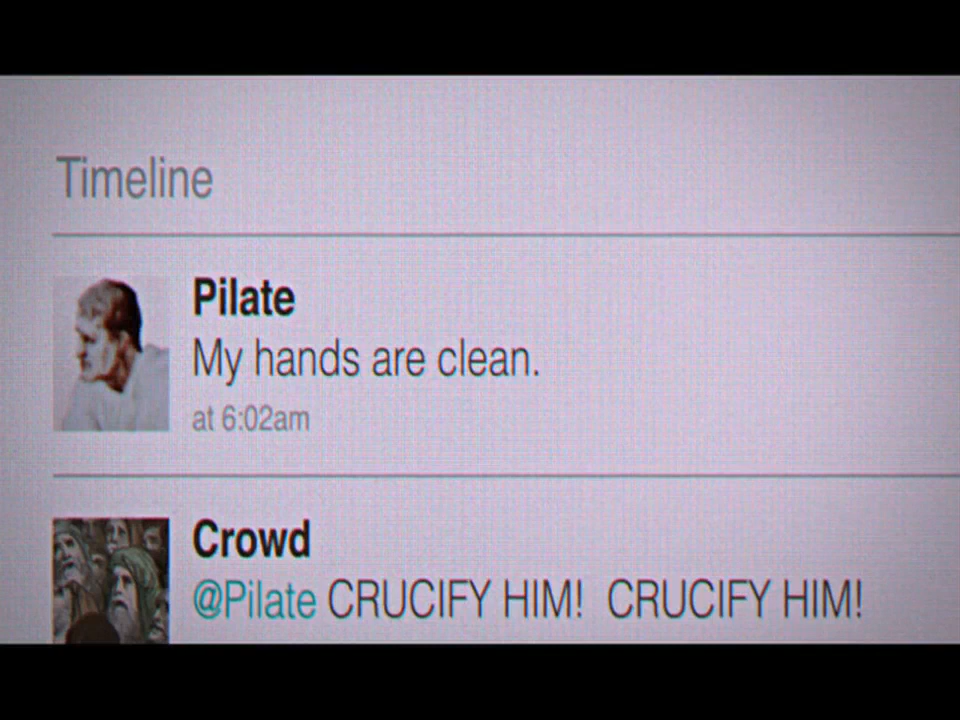 Timeline
Pilate
My hands are clean.
at 6:02am
Crowd
@Pilate CRUCIFY HIM!  CRUCIFY HIM!